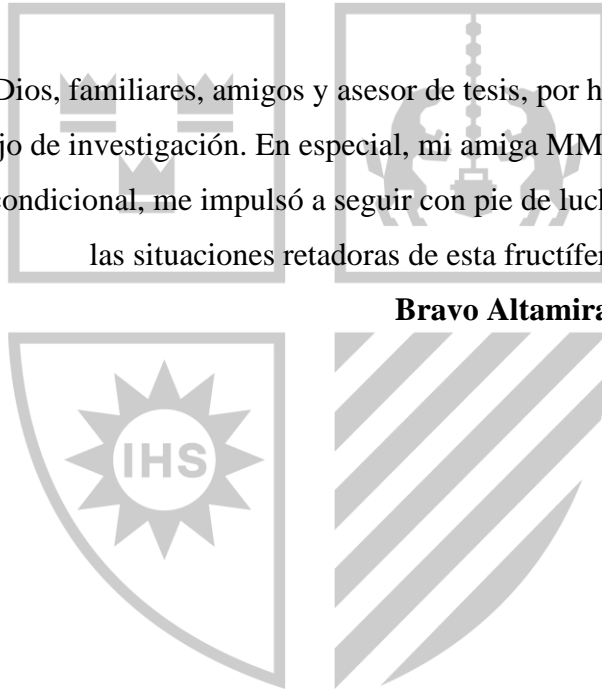 Dios, familiares, amigos y asesor de tesis, por h
jo de investigación. En especial, mi amiga MM
condicional, me impulsó a seguir con pie de luch
las situaciones retadoras de esta fructífer
Bravo Altamira
IHS